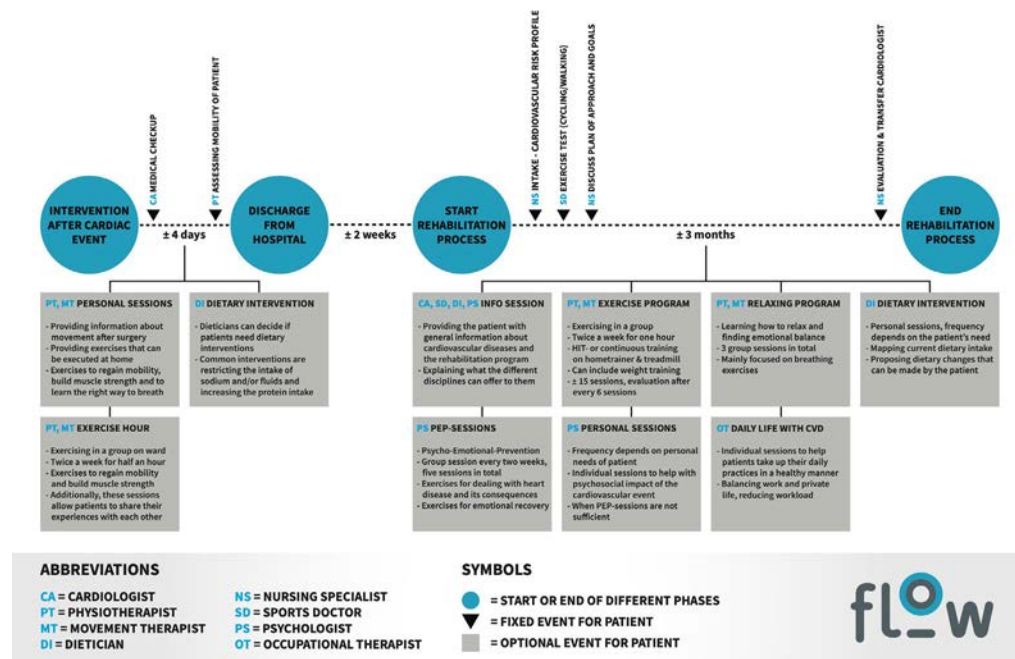 CA MEDICAL CHECKUP
PT ASSESSING MOBILITY OF PATIENT
NS INTAKE - CARDIOVASCULAR RISK PROFILE
SD EXERCISE TEST (CYCLING/WALKING)
NS DISCUSS PLAN OF APPROACH AND GOALS
NS EVALUATION & TRANSFER CARDIOLOGIST
INTERVENTION
AFTER CARDIAC
EVENT
± 4 days
DISCHARGE
FROM
HOSPITAL
± 2 weeks
START
REHABILITATION
PROCESS
± 3 months
END
REHABILITATION
PROCESS
PT, MT PERSONAL SESSIONS
- Providing information about
movement after surgery
- Providing exercises that can
be executed at home
- Exercises to regain mobility,
build muscle strength and to
learn the right way to breath
DI DIETARY INTERVENTION
- Dieticians can decide if
patients need dietary
interventions
- Common interventions are
restricting the intake of
sodium and/or fluids and
increasing the protein intake
CA, SD, DI, PS INFO SESSION
- Providing the patient with
general information about
cardiovascular diseases and
the rehabilitation program
- Explaining what the different
disciplines can offer to them
PT, MT EXERCISE PROGRAM
- Exercising in a group
- Twice a week for one hour
- HIT- or continuous training
on hometrainer & treadmill
- Can include weight training
- ± 15 sessions, evaluation after
every 6 sessions
PT, MT RELAXING PROGRAM
- Learning how to relax and
finding emotional balance
- 3 group sessions in total
- Mainly focused on breathing
exercises
DI DIETARY INTERVENTION
- Personal sessions, frequency
depends on the patient's need
- Mapping current dietary intake
- Proposing dietary changes that
can be made by the patient
PT, MT EXERCISE HOUR
- Exercising in a group on ward
- Twice a week for half an hour
- Exercises to regain mobility
and build muscle strength
- Additionally, these sessions
allow patients to share their
experiences with each other
PS PEP-SESSIONS
- Psycho-Emotional-Prevention
- Group session every two weeks,
five sessions in total
- Exercises for dealing with heart
disease and its consequences
- Exercises for emotional recovery
PS PERSONAL SESSIONS
- Frequency depends on personal
needs of patient
- Individual sessions to help with
psychosocial impact of the
cardiovascular event
- When PEP-sessions are not
sufficient
OT DAILY LIFE WITH CVD
- Individual sessions to help
patients take up their daily
practices in a healthy manner
- Balancing work and private
life, reducing workload
ABBREVIATIONS
CA = CARDIOLOGIST
PT = PHYSIOTHERAPIST
MT = MOVEMENT THERAPIST
DI = DIETICIAN
NS = NURSING SPECIALIST
SD = SPORTS DOCTOR
PS = PSYCHOLOGIST
OT = OCCUPATIONAL THERAPIST
SYMBOLS
= START OR END OF DIFFERENT PHASES
= FIXED EVENT FOR PATIENT
= OPTIONAL EVENT FOR PATIENT
flow